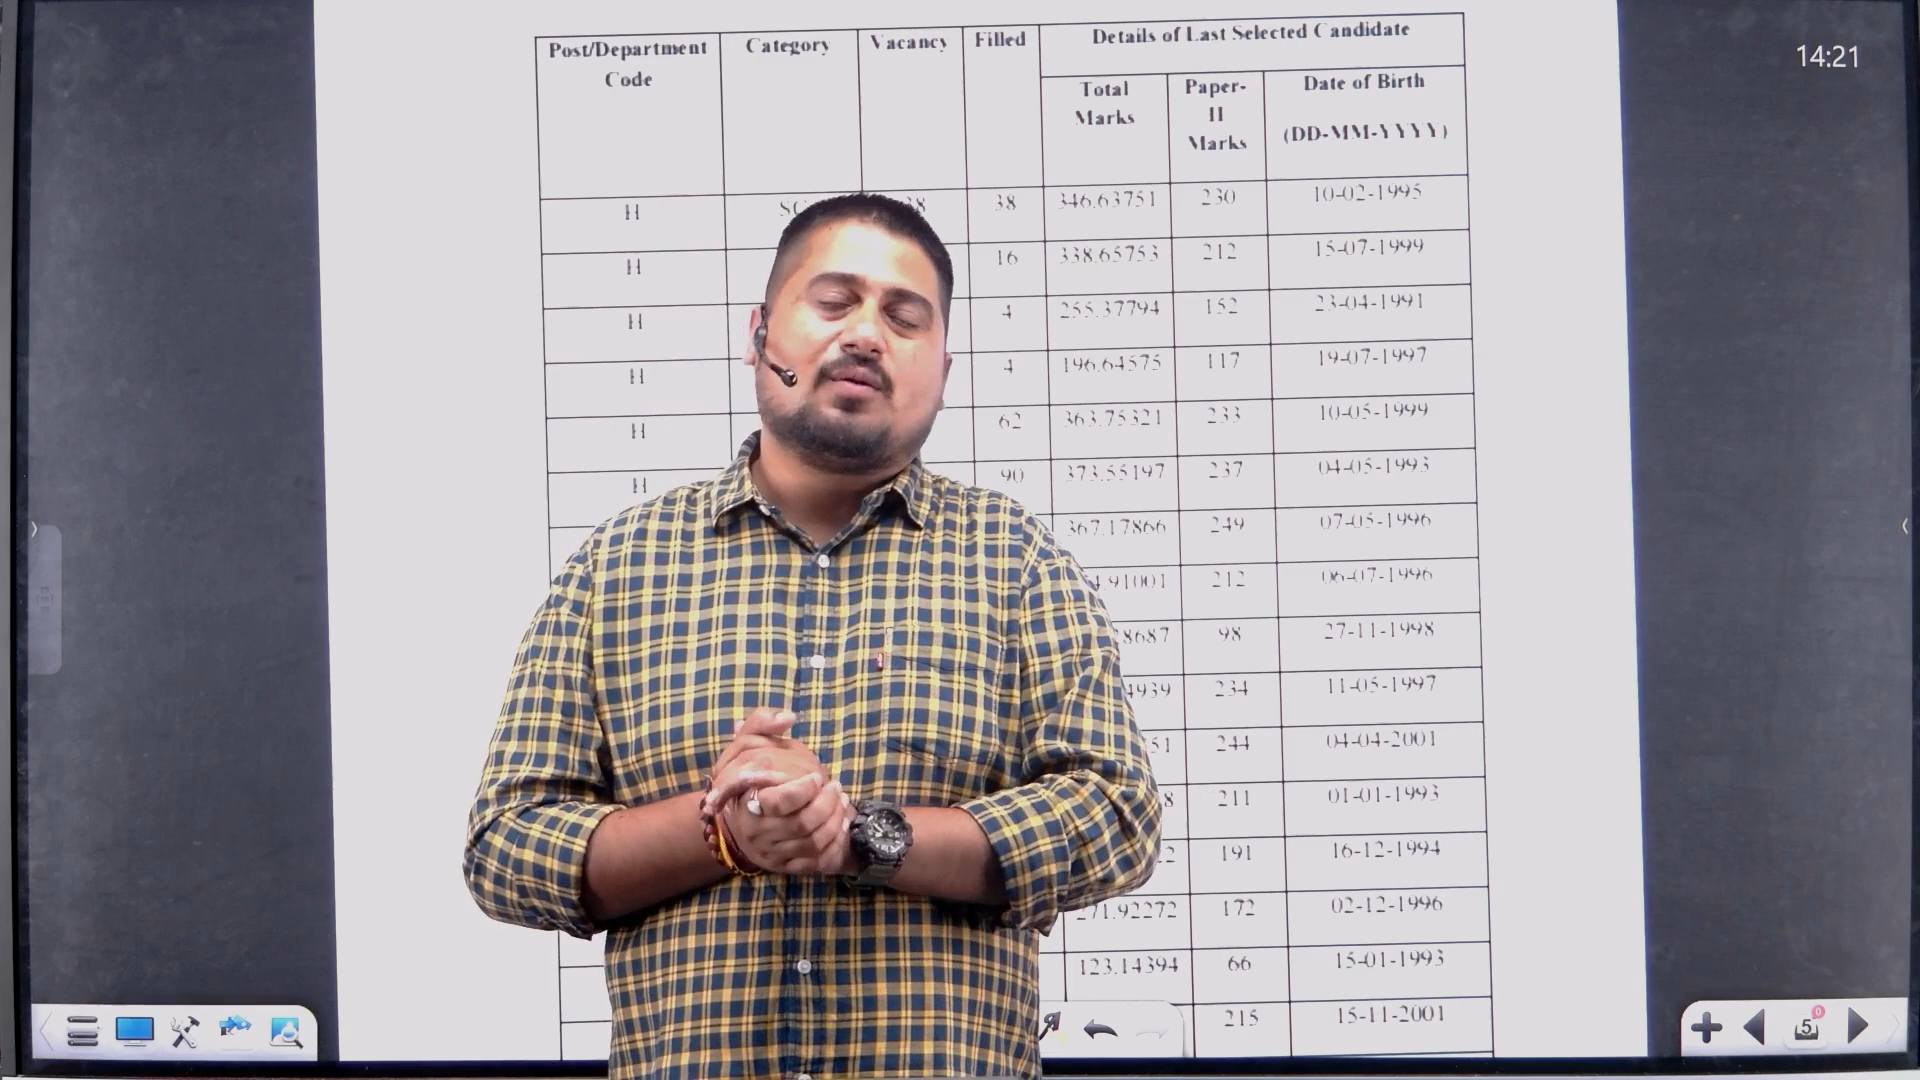 Post/Department Code Category Vacancy Filled Details of Last Selected Candidate
Total Marks Paper-II Marks Date of Birth (DD-MM-YYYY)
14:21
H 38 346.63751 230 10-02-1995
H 16 338.65753 212 15-07-1999
H 4 255.37794 152 23-04-1991
H 4 196.64575 117 19-07-1997
H 62 363.75321 233 10-05-1999
H 90 373.55197 237 04-05-1993
367.17866 249 07-05-1996
212 06-07-1996
98 27-11-1998
234 11-05-1997
244 04-04-2001
211 01-01-1993
191 16-12-1994
271.92272 172 02-12-1996
123.14394 66 15-01-1993
215 15-11-2001
5